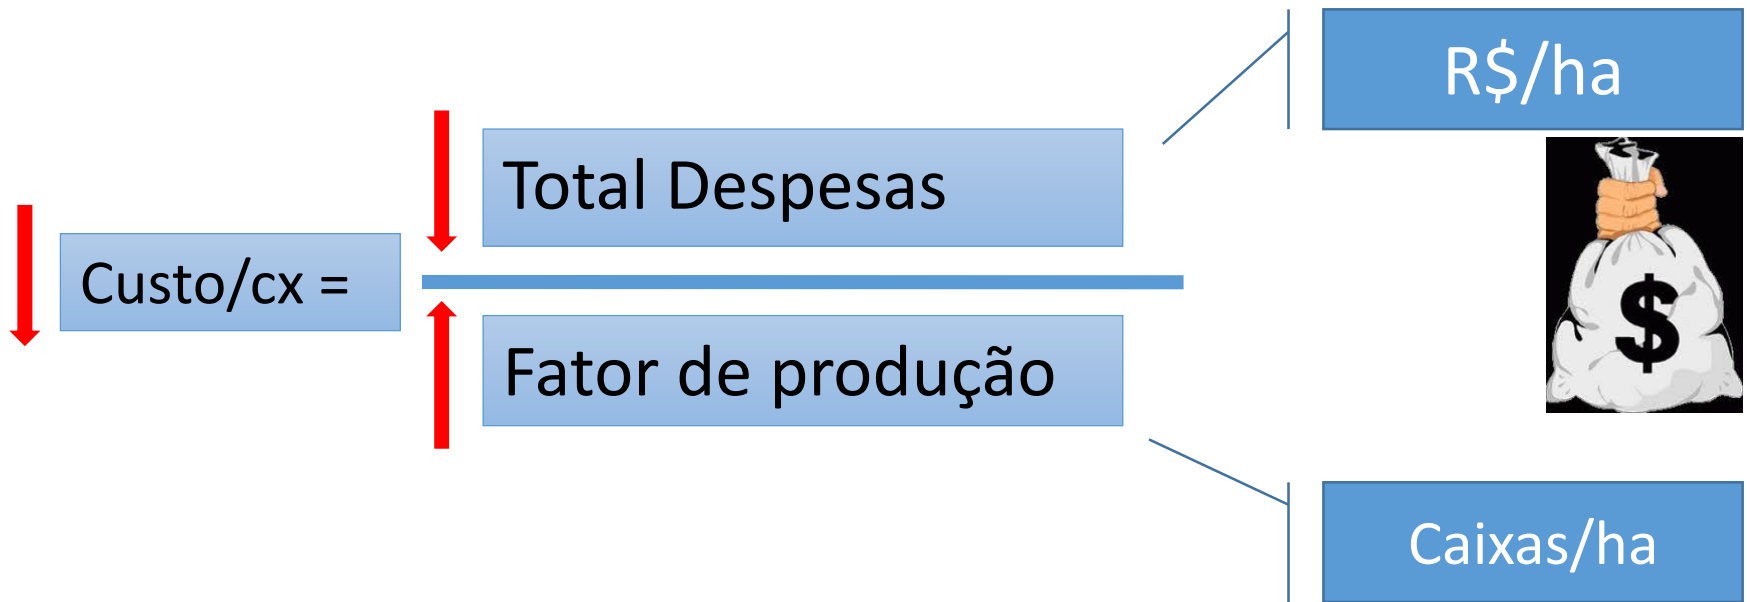 R$/ha
Total Despesas
Custo/cx =
Fator de produção
$
Caixas/ha